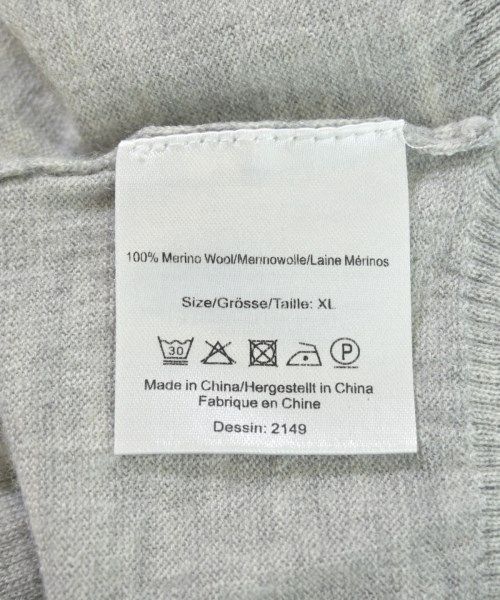 100% Merino Wool/Merinowolle/Laine Mérinos
Size/Grösse/Taille: XL
30 P
Made in China/Hergestellt in China
Fabrique en Chine
Dessin: 2149